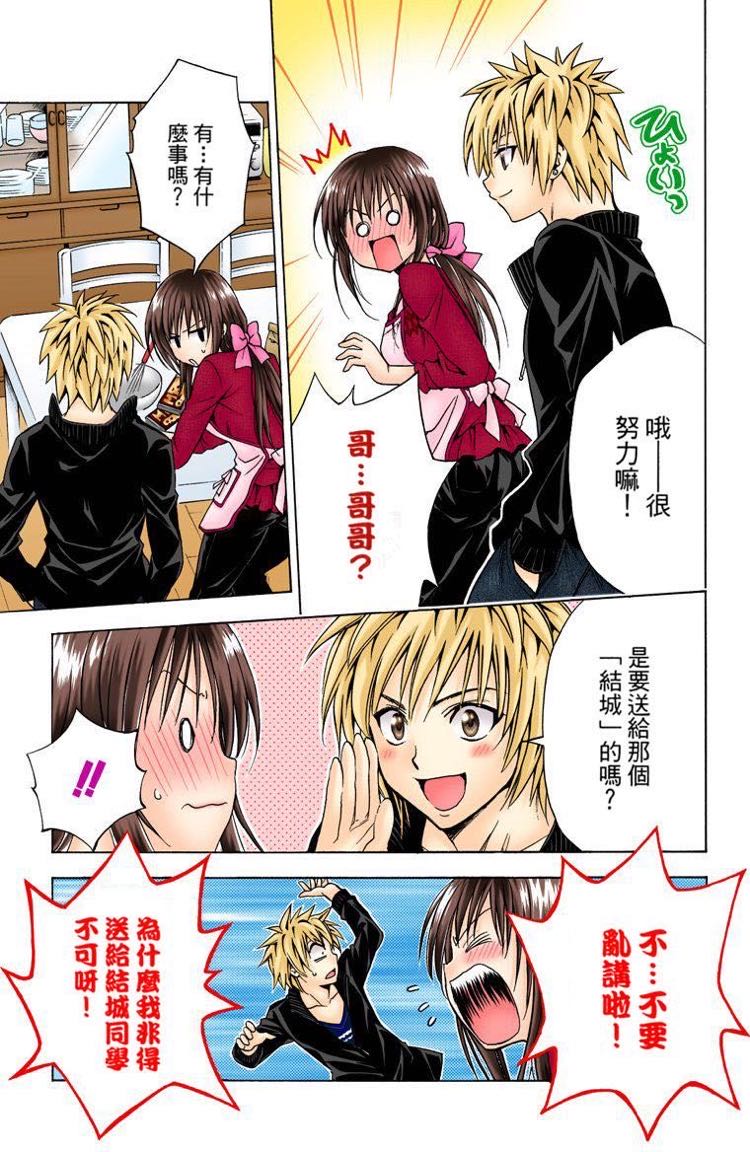 ひょいっ
哦──很
努力嘛！
哥…哥哥？
有…有什
麼事嗎？
是要送給那個
「結城」的嗎？
!!
不…不要
亂講啦！
為什麼我非得
送給結城同學
不可呀！